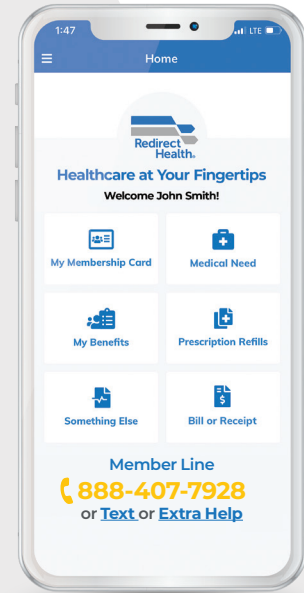 1:47 LTE
Home
Redirect
Health.
Healthcare at Your Fingertips
Welcome John Smith!
My Membership Card
Medical Need
My Benefits
Prescription Refills
Something Else
Bill or Receipt
Member Line
888-407-7928
or Text or Extra Help